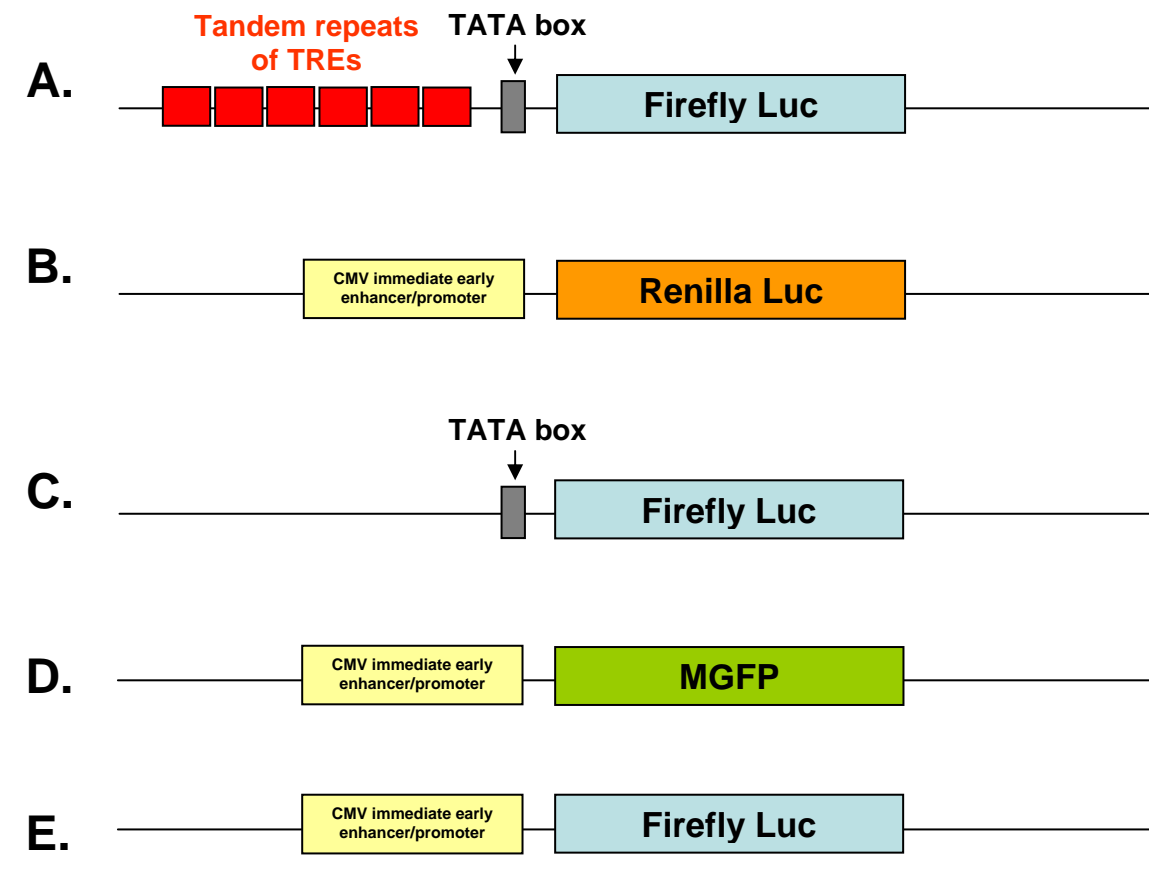 Tandem repeats
of TREs
TATA box
A.
Firefly Luc
B.
CMV immediate early
enhancer/promoter
Renilla Luc
TATA box
C.
Firefly Luc
D.
CMV immediate early
enhancer/promoter
MGFP
E.
CMV immediate early
enhancer/promoter
Firefly Luc